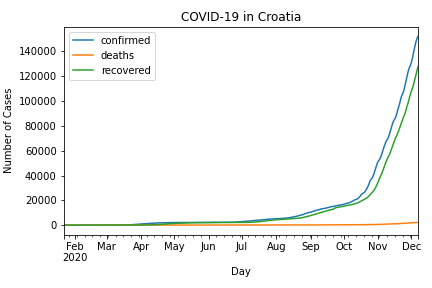 COVID-19 in Croatia
confirmed
deaths
recovered
Number of Cases
140000
120000
100000
80000
60000
40000
20000
0
Feb Mar Apr May Jun Jul Aug Sep Oct Nov Dec
2020
Day